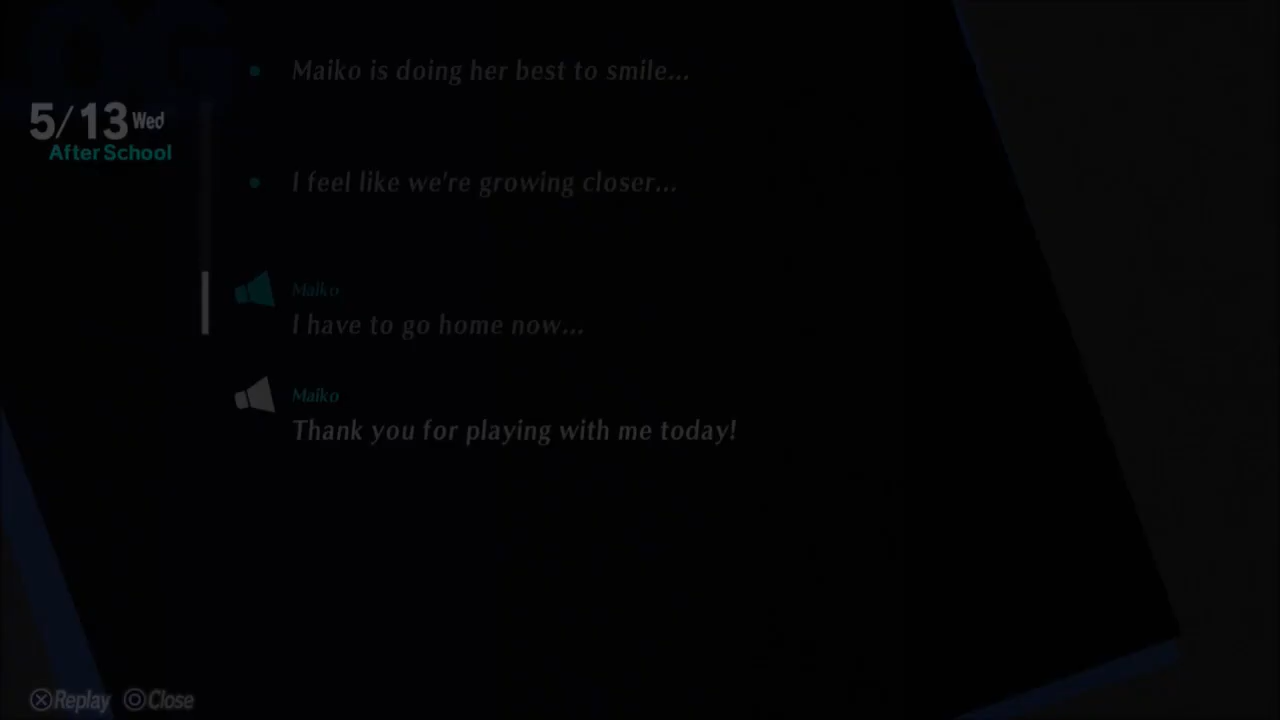 LOG
Maiko is doing her best to smile...
5/13 Wed
After School
I feel like we're growing closer...
Maiko
I have to go home now...
Maiko
Thank you for playing with me today!
Replay Close